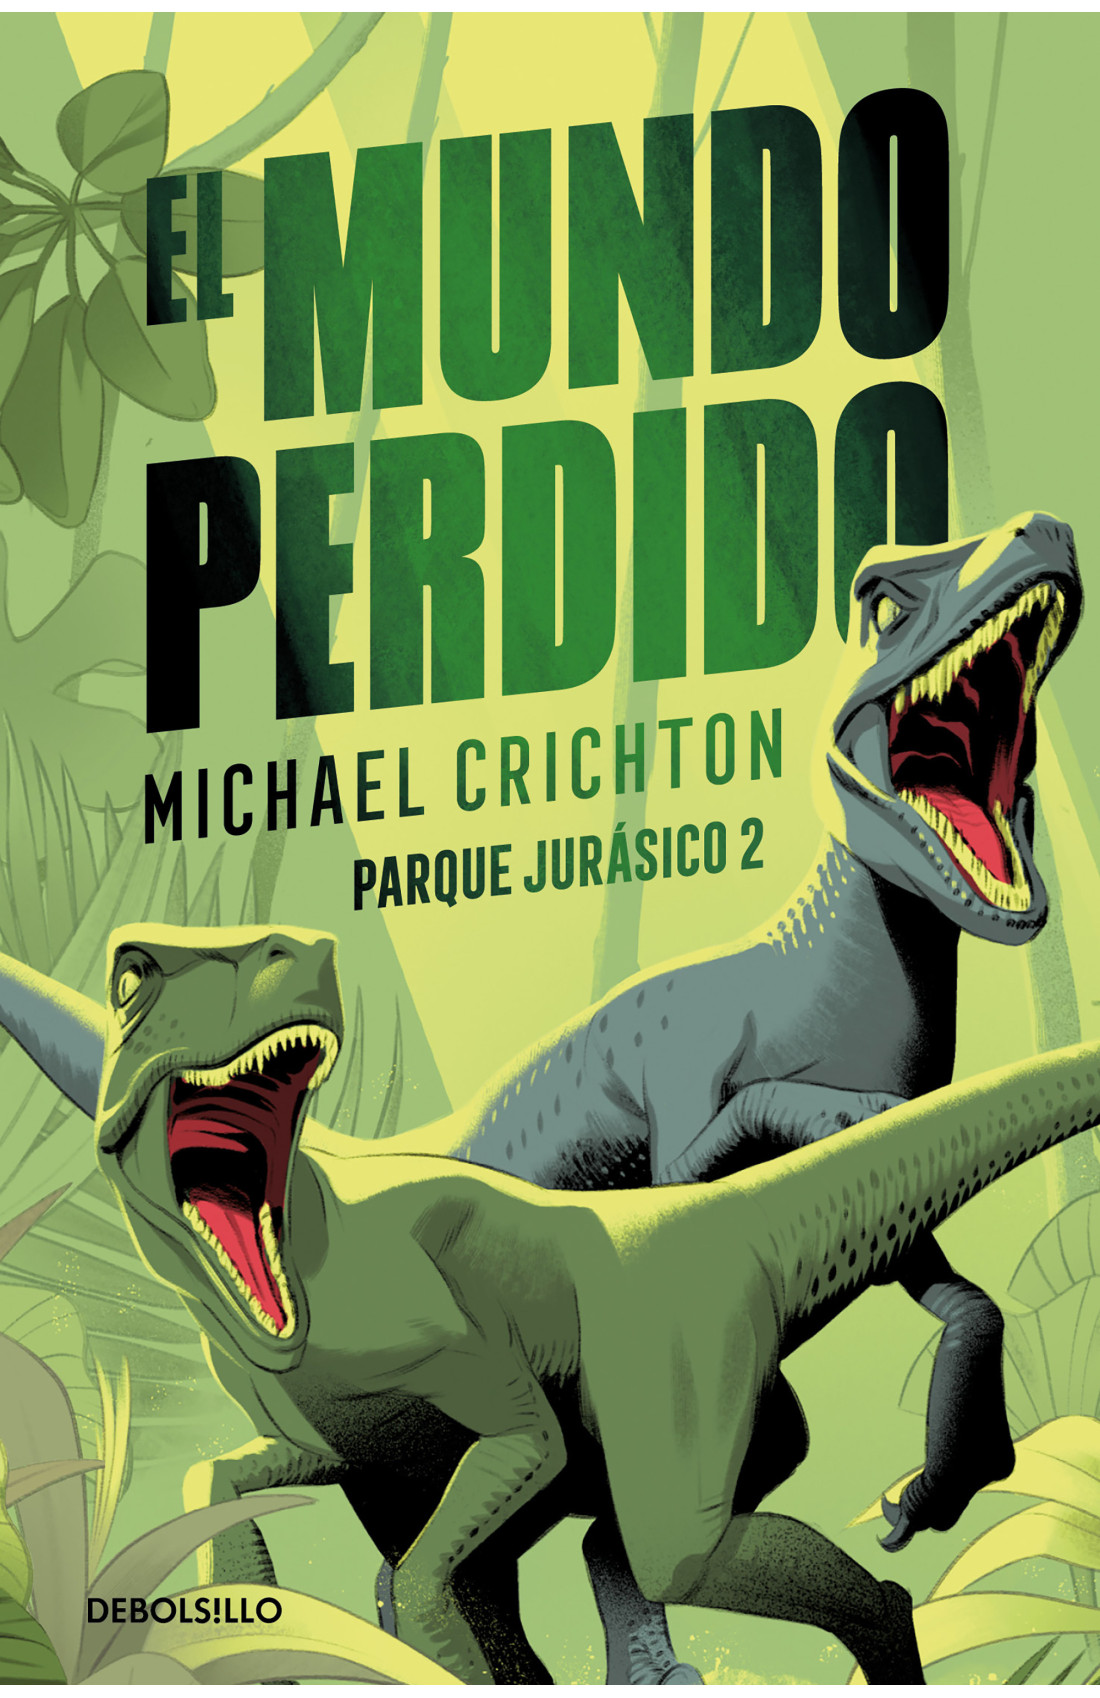 EL MUNDO
PERDIDO
MICHAEL CRICHTON
PARQUE JURÁSICO 2
DEBOLS!LLO